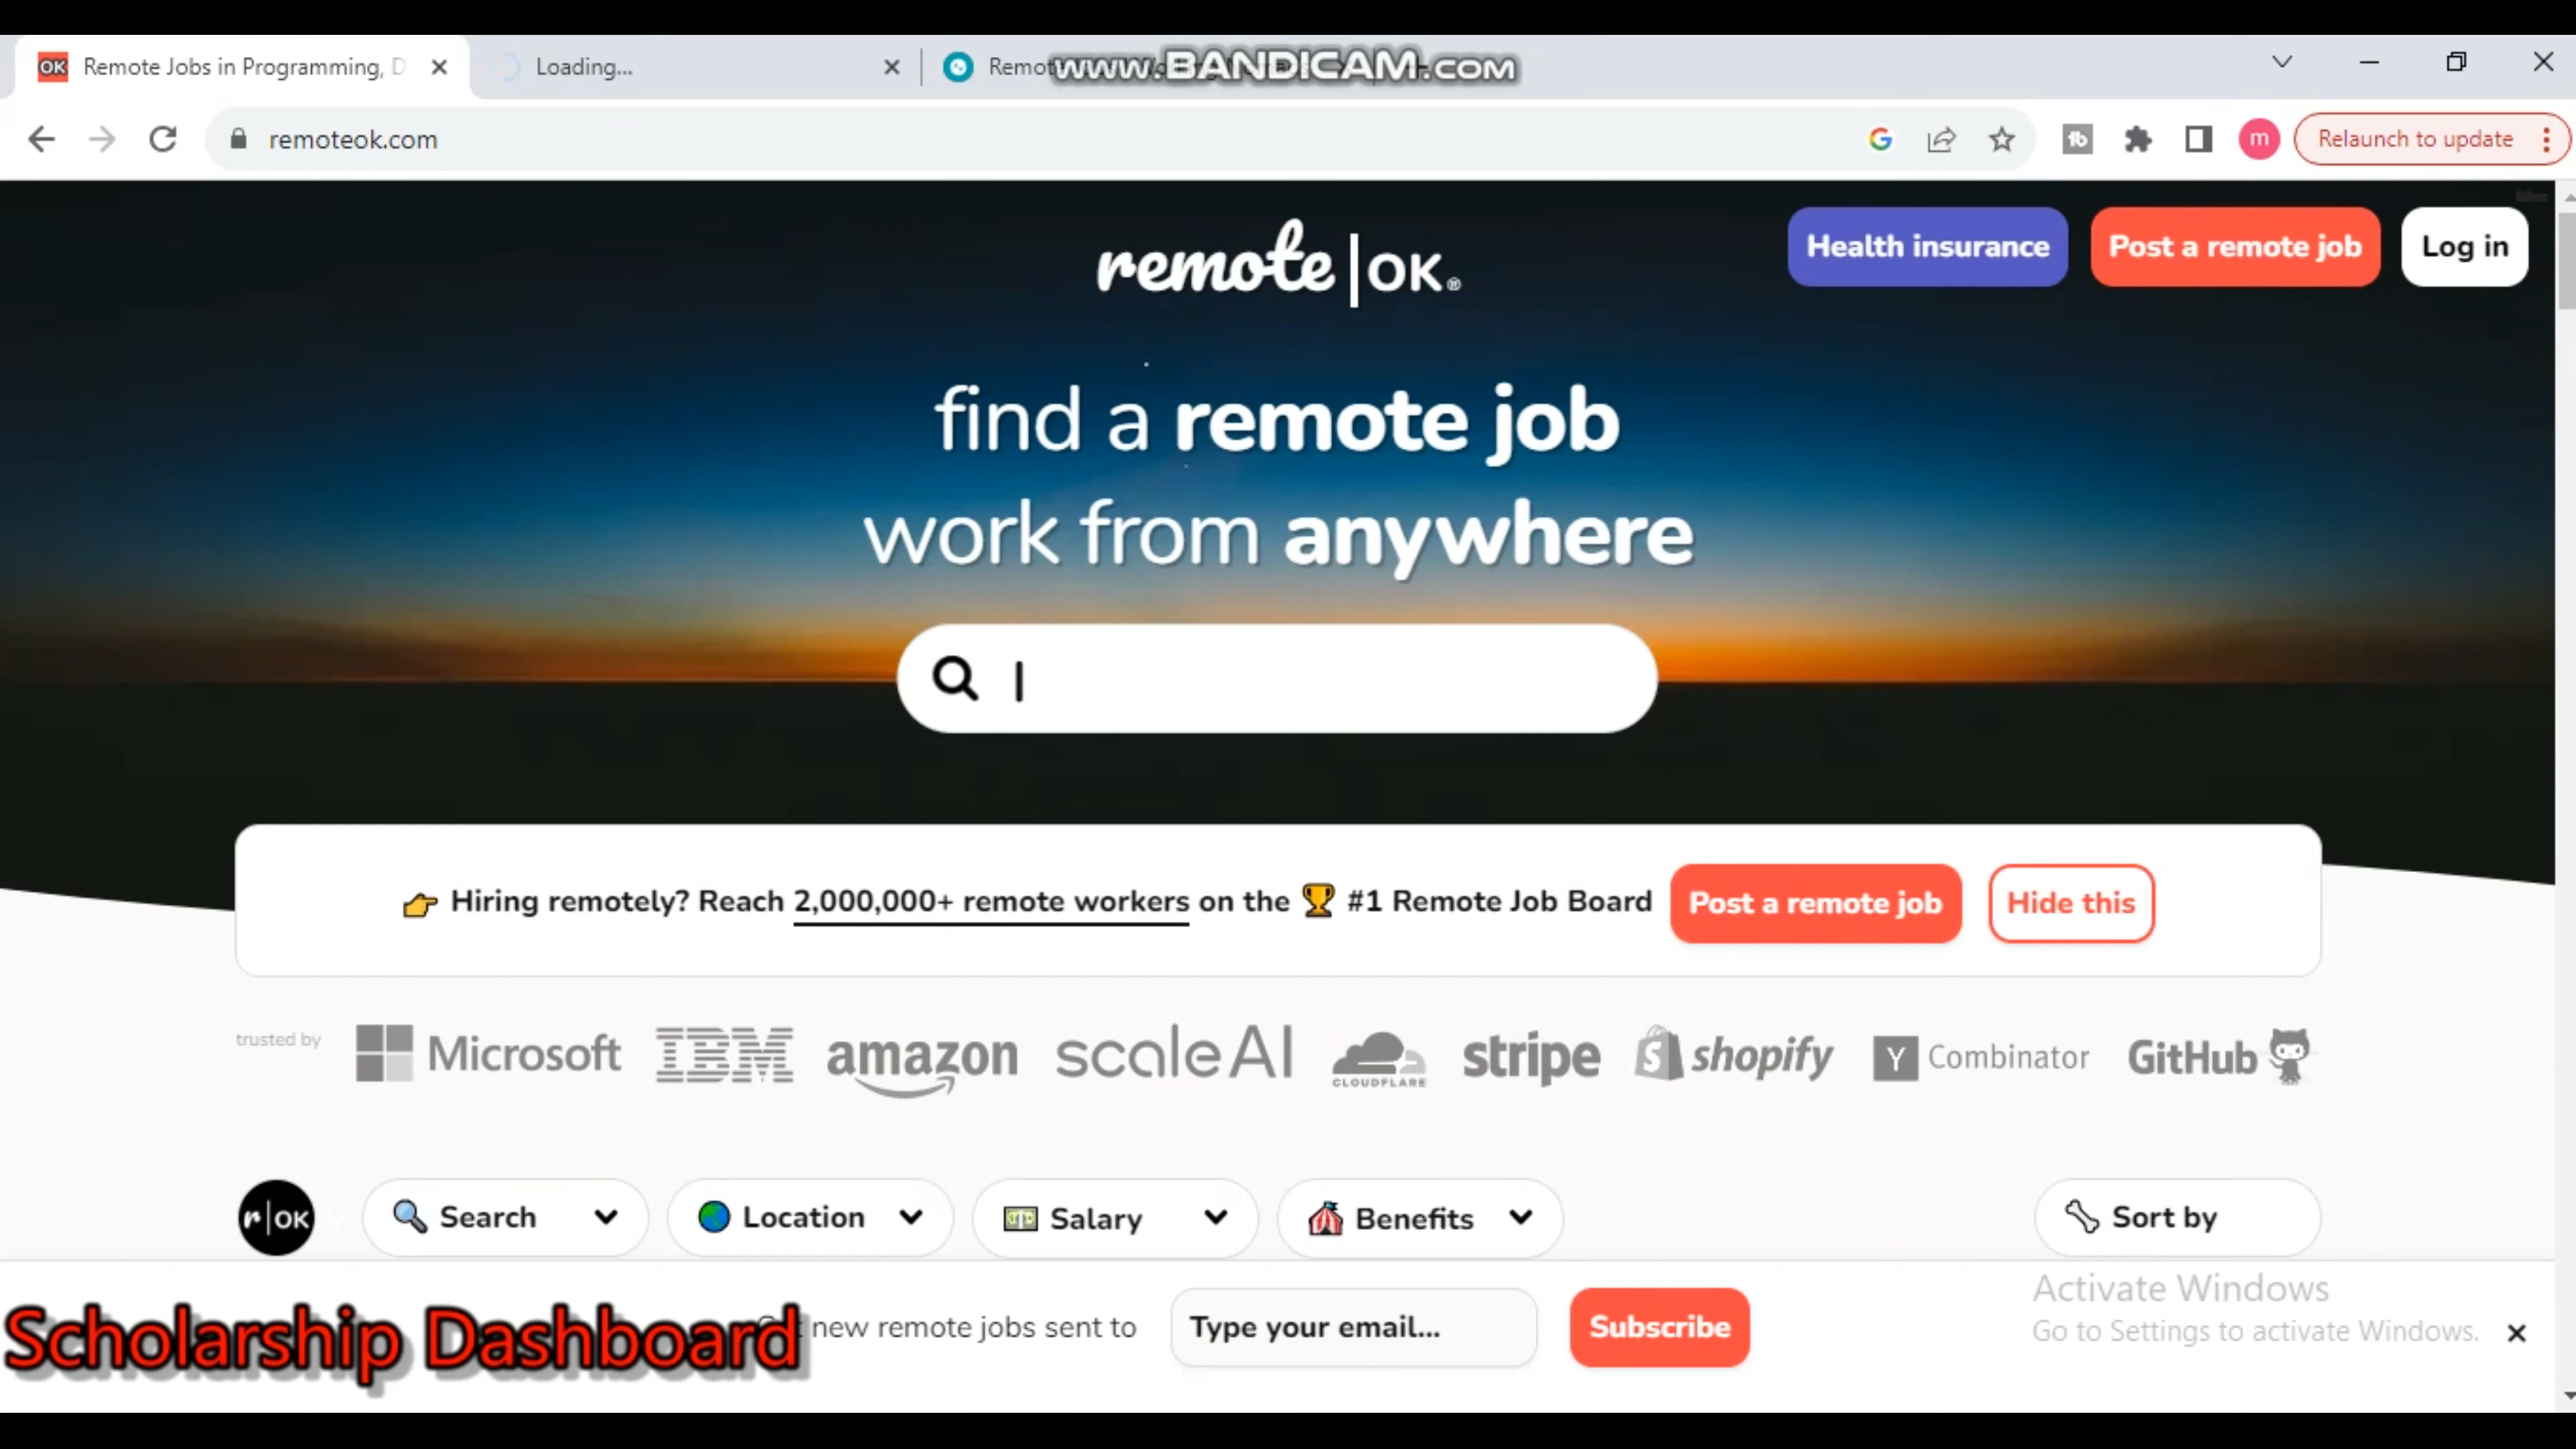 OK Remote Jobs in Programming, D
Loading...
www.BANDICAM.com
remoteok.com
Relaunch to update
m
remote|OK®
Health insurance
Post a remote job
Log in
find a remote job
work from anywhere
👉 Hiring remotely? Reach 2,000,000+ remote workers on the 🏆 #1 Remote Job Board
Post a remote job
Hide this
trusted by
Microsoft
IBM
amazon
scale AI
CLOUDFLARE
stripe
shopify
Y Combinator
GitHub
r|OK
Search
Location
Salary
Benefits
Sort by
Scholarship Dashboard
new remote jobs sent to
Type your email...
Subscribe
Activate Windows
Go to Settings to activate Windows.